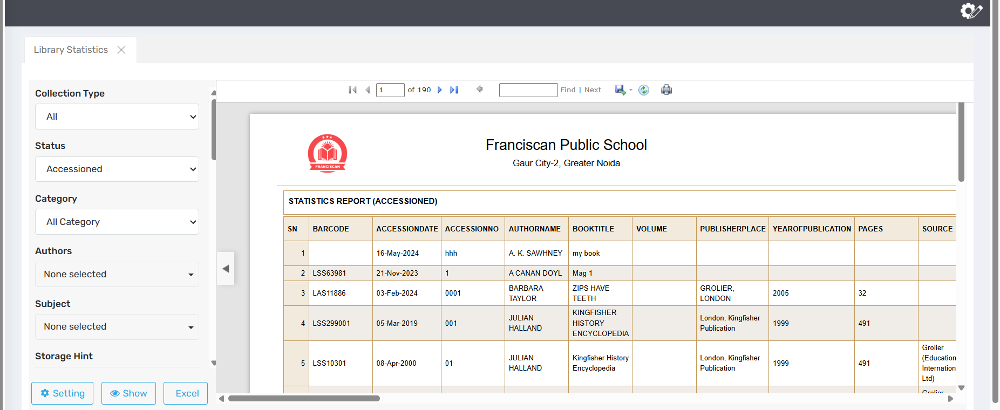 Library Statistics
Collection Type
All
Status
Accessioned
Category
All Category
Authors
None selected
Subject
None selected
Storage Hint
Setting
Show
Excel
1 of 190 Find | Next
FRANCISCAN
Franciscan Public School
Gaur City-2, Greater Noida
STATISTICS REPORT (ACCESSIONED)
SN BARCODE ACCESSIONDATE ACCESSIONNO AUTHORNAME BOOKTITLE VOLUME PUBLISHERPLACE YEAROFPUBLICATION PAGES SOURCE
1 16-May-2024 hhh A. K. SAWHNEY my book
2 LSS63981 21-Nov-2023 1 A CANAN DOYL Mag 1
3 LAS11886 03-Feb-2024 0001 BARBARA TAYLOR ZIPS HAVE TEETH GROLIER, LONDON 2005 32
4 LSS299001 05-Mar-2019 001 JULIAN HALLAND KINGFISHER HISTORY ENCYCLOPEDIA London, Kingfisher Publication 1999 491
5 LSS10301 08-Apr-2000 01 JULIAN HALLAND Kingfisher History Encyclopedia London, Kingfisher Publication 1999 491 Grolier (Education Internation Ltd)
Grolier